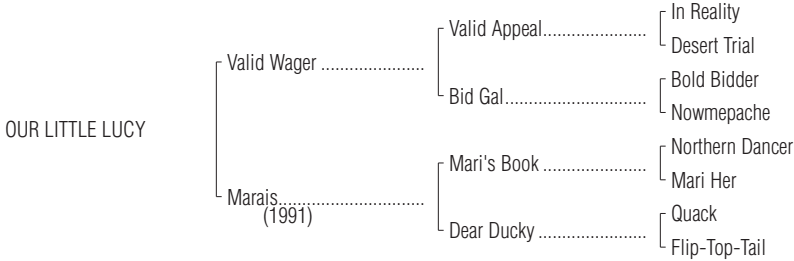 In Reality
Valid Appeal......................
Desert Trial
Valid Wager ......................
Bold Bidder
Bid Gal..............................
Nowmepache
OUR LITTLE LUCY
Northern Dancer
Mari's Book ......................
Mari Her
Marais...............................
(1991)
Quack
Dear Ducky .......................
Flip-Top-Tail